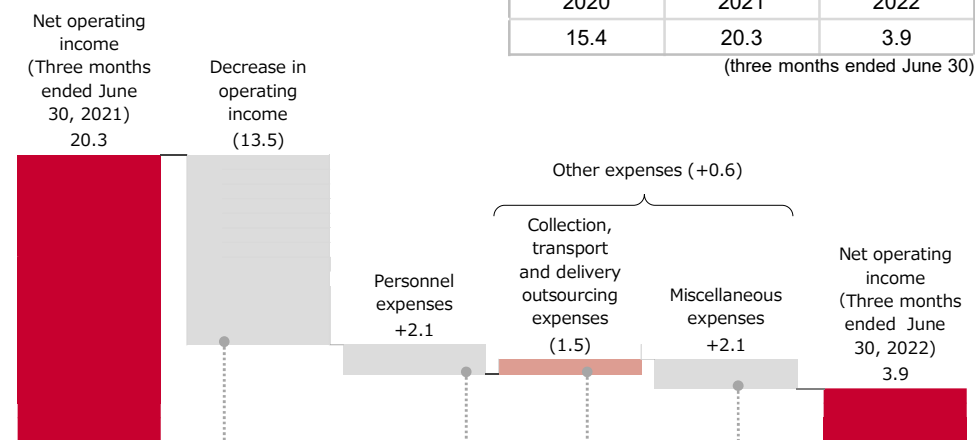 2020 2021 2022
15.4 20.3 3.9
(three months ended June 30)
Net operating
income
(Three months
ended June
30, 2021)
20.3
Decrease in
operating
income
(13.5)
Personnel
expenses
+2.1
Other expenses (+0.6)
Collection,
transport
and delivery
outsourcing
expenses
(1.5)
Miscellaneous
expenses
+2.1
Net operating
income
（Three months
ended June
30, 2022)
3.9